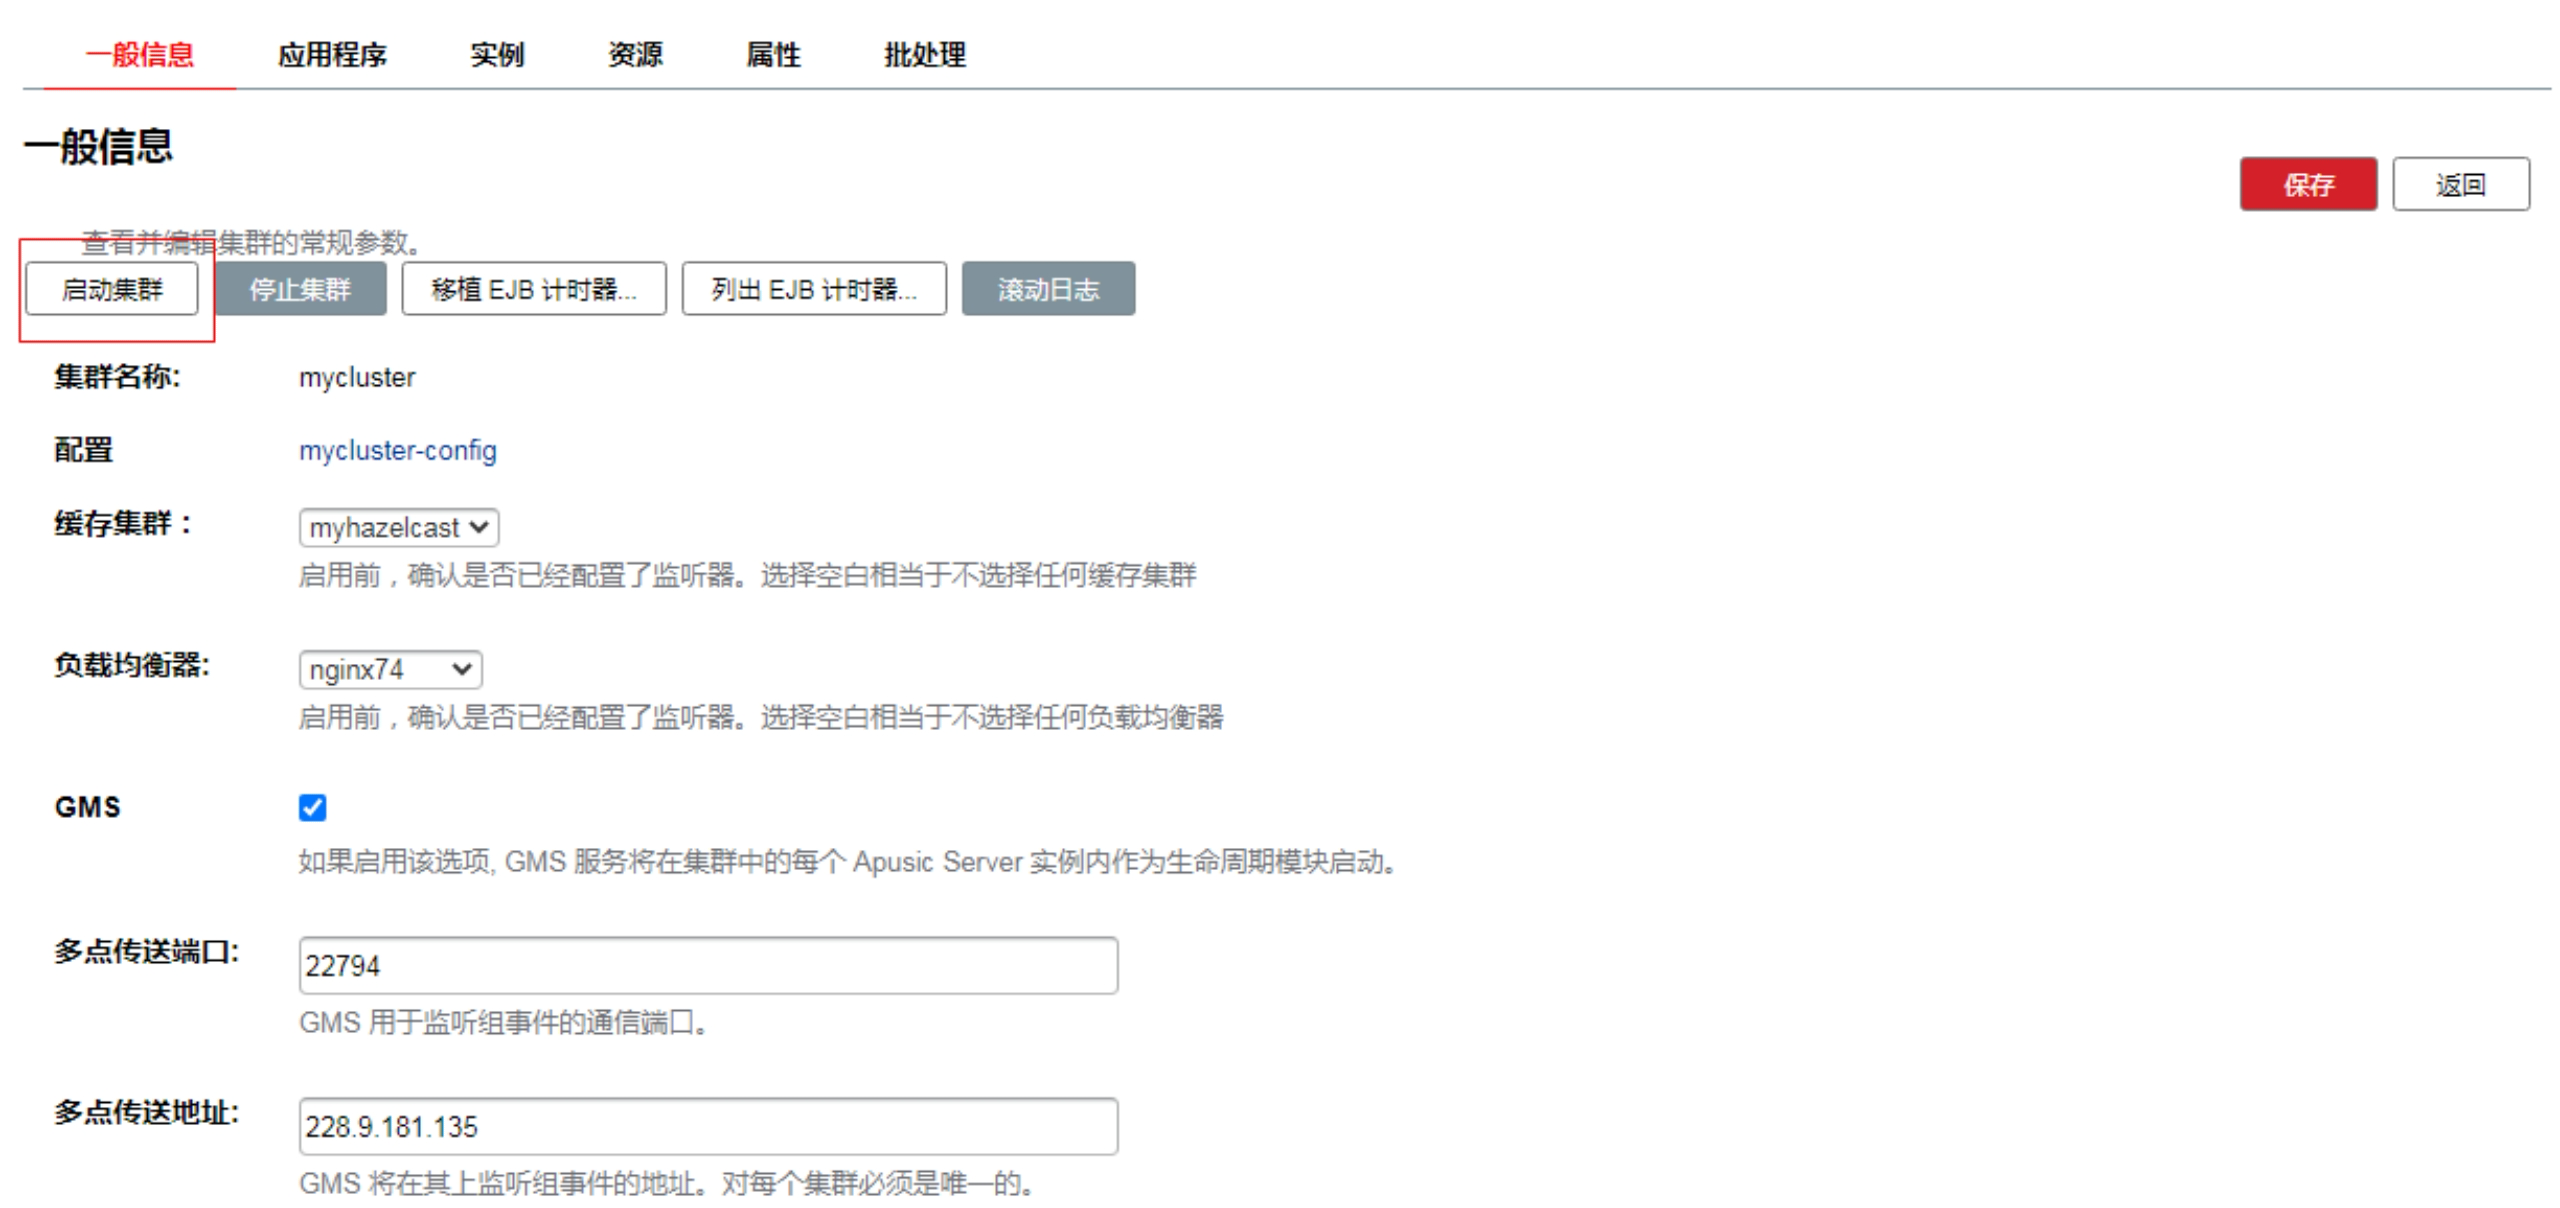 一般信息 应用程序 实例 资源 属性 批处理
一般信息
保存 返回
查看并编辑集群的常规参数。
启动集群 停止集群 移植 EJB 计时器... 列出 EJB 计时器... 滚动日志
集群名称: mycluster
配置 mycluster-config
缓存集群： myhazelcast
启用前，确认是否已经配置了监听器。选择空白相当于不选择任何缓存集群
负载均衡器: nginx74
启用前，确认是否已经配置了监听器。选择空白相当于不选择任何负载均衡器
GMS
如果启用该选项, GMS 服务将在集群中的每个 Apusic Server 实例内作为生命周期模块启动。
多点传送端口: 22794
GMS 用于监听组事件的通信端口。
多点传送地址: 228.9.181.135
GMS 将在其上监听组事件的地址。对每个集群必须是唯一的。